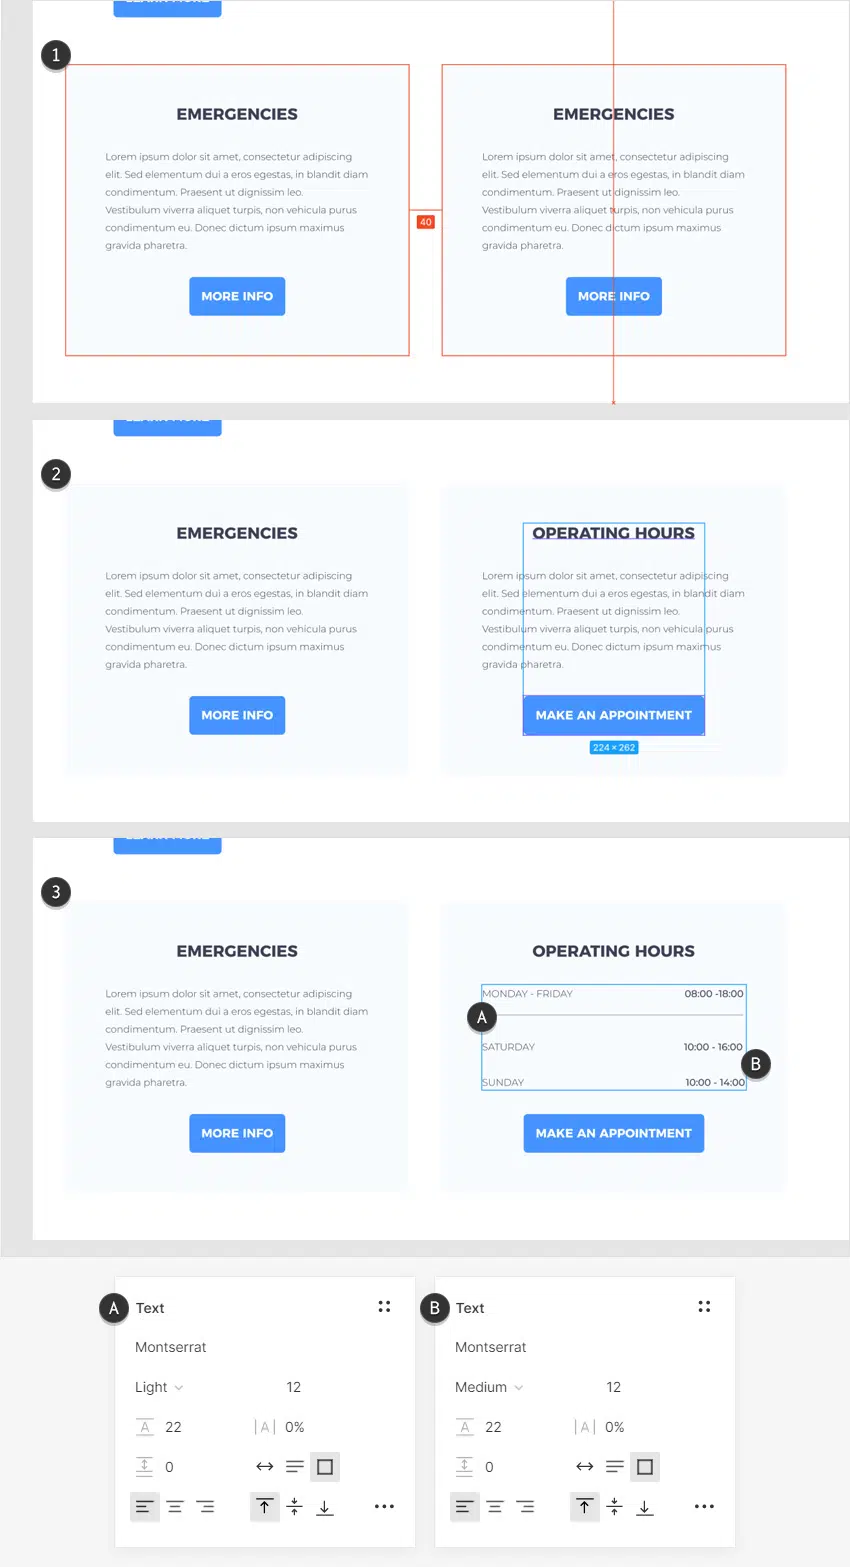 LEARN MORE
1
EMERGENCIES
Lorem ipsum dolor sit amet, consectetur adipiscing
elit. Sed elementum dui a eros egestas, in blandit diam
condimentum. Praesent ut dignissim leo.
Vestibulum viverra aliquet turpis, non vehicula purus
condimentum eu. Donec dictum ipsum maximus
gravida pharetra.
MORE INFO
40
EMERGENCIES
Lorem ipsum dolor sit amet, consectetur adipiscing
elit. Sed elementum dui a eros egestas, in blandit diam
condimentum. Praesent ut dignissim leo.
Vestibulum viverra aliquet turpis, non vehicula purus
condimentum eu. Donec dictum ipsum maximus
gravida pharetra.
MORE INFO
LEARN MORE
2
EMERGENCIES
Lorem ipsum dolor sit amet, consectetur adipiscing
elit. Sed elementum dui a eros egestas, in blandit diam
condimentum. Praesent ut dignissim leo.
Vestibulum viverra aliquet turpis, non vehicula purus
condimentum eu. Donec dictum ipsum maximus
gravida pharetra.
MORE INFO
OPERATING HOURS
Lorem ipsum dolor sit amet, consectetur adipiscing
elit. Sed elementum dui a eros egestas, in blandit diam
condimentum. Praesent ut dignissim leo.
Vestibulum viverra aliquet turpis, non vehicula purus
condimentum eu. Donec dictum ipsum maximus
gravida pharetra.
MAKE AN APPOINTMENT
224 × 262
LEARN MORE
3
EMERGENCIES
Lorem ipsum dolor sit amet, consectetur adipiscing
elit. Sed elementum dui a eros egestas, in blandit diam
condimentum. Praesent ut dignissim leo.
Vestibulum viverra aliquet turpis, non vehicula purus
condimentum eu. Donec dictum ipsum maximus
gravida pharetra.
MORE INFO
OPERATING HOURS
MONDAY - FRIDAY 08:00 -18:00
A
SATURDAY 10:00 - 16:00
B
SUNDAY 10:00 - 14:00
MAKE AN APPOINTMENT
A Text
Montserrat
Light 12
A 22 |A| 0%
0
B Text
Montserrat
Medium 12
A 22 |A| 0%
0